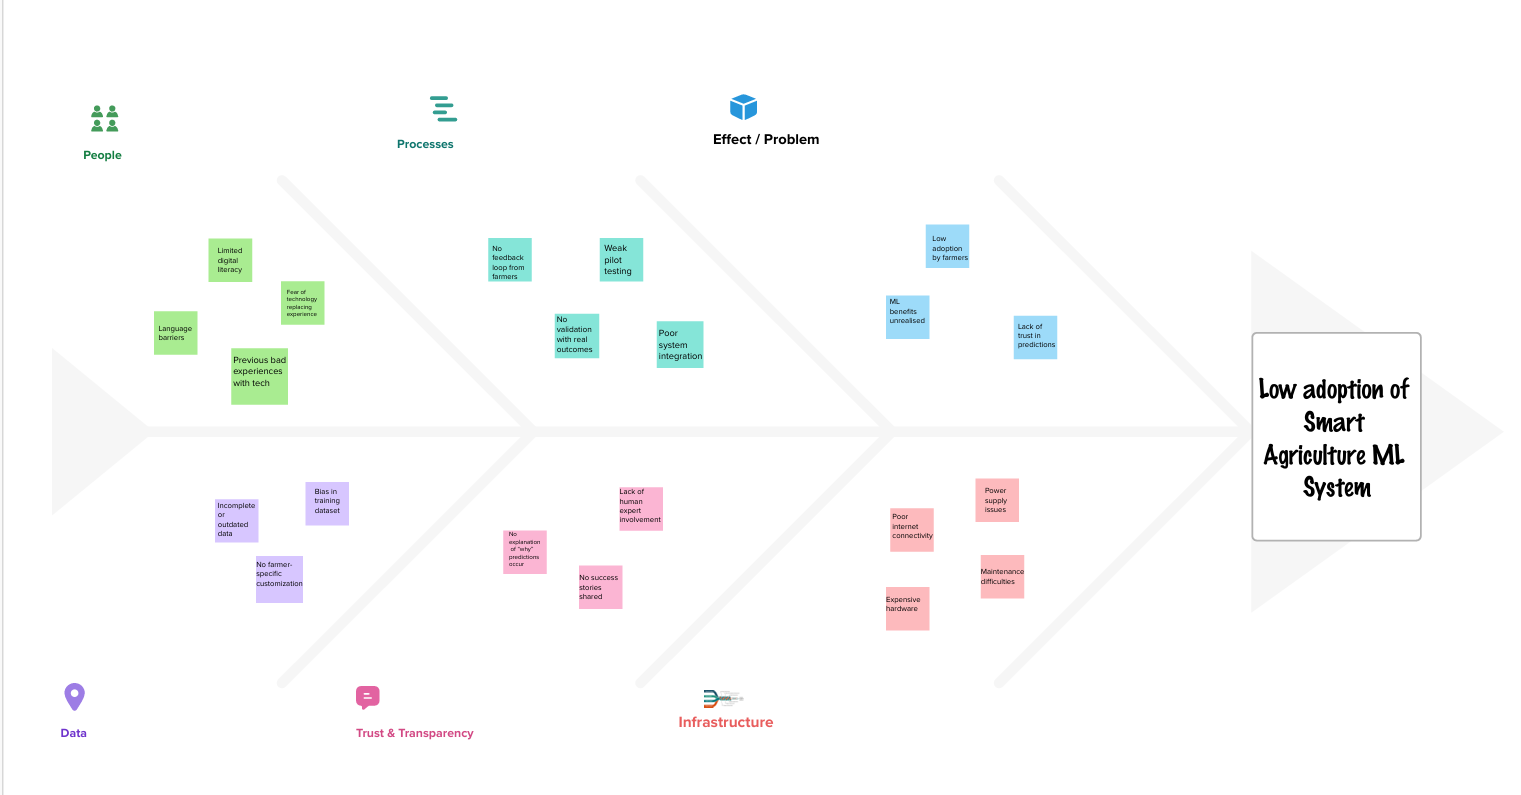 People
Processes
Effect / Problem
Limited
digital
literacy
Fear of
technology
replacing
experience
Language
barriers
Previous bad
experiences
with tech
No
feedback
loop from
farmers
Weak
pilot
testing
No
validation
with real
outcomes
Poor
system
integration
Low
adoption
by farmers
ML
benefits
unrealised
Lack of
trust in
predictions
Low adoption of
Smart
Agriculture ML
System
Incomplete
or
outdated
data
Bias in
training
dataset
No farmer-
specific
customization
Lack of
human
expert
involvement
No
explanation
of "why"
predictions
occur
No success
stories
shared
Power
supply
issues
Poor
internet
connectivity
Maintenance
difficulties
Expensive
hardware
Data
Trust & Transparency
Infrastructure